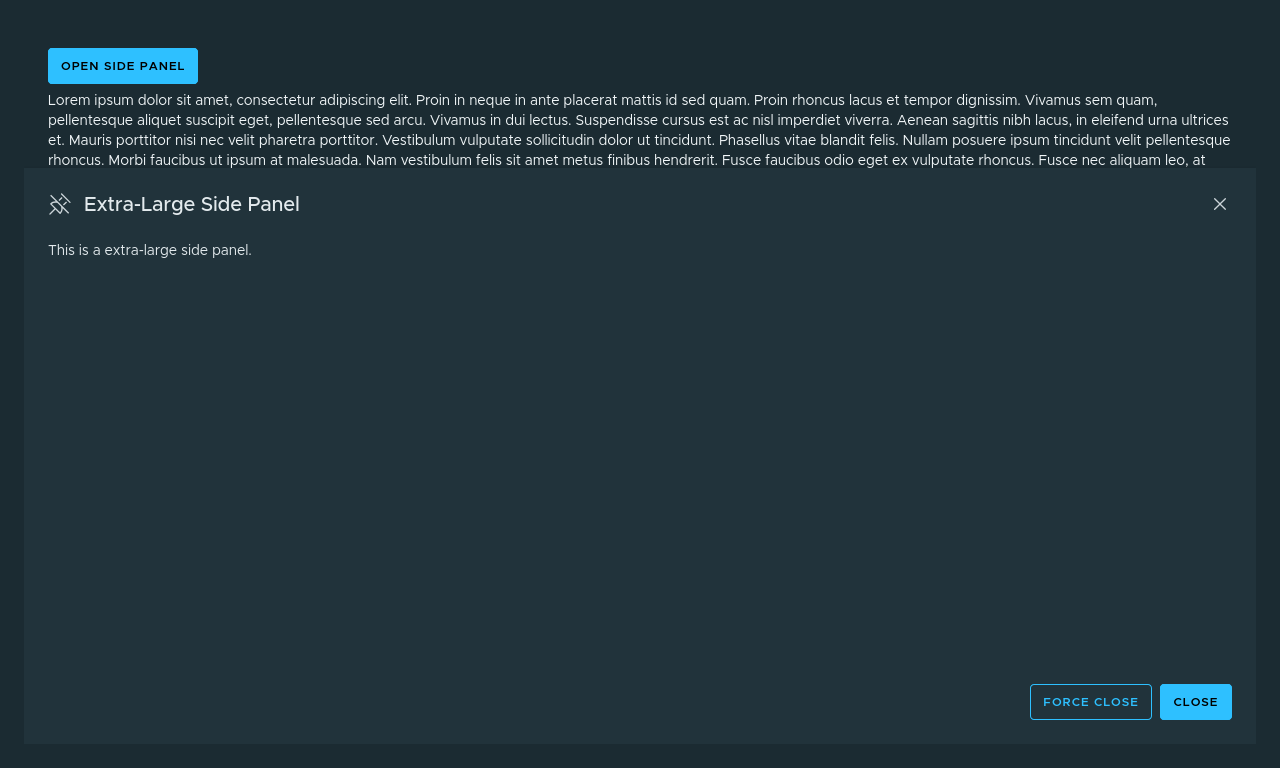 OPEN SIDE PANEL
Lorem ipsum dolor sit amet, consectetur adipiscing elit. Proin in neque in ante placerat mattis id sed quam. Proin rhoncus lacus et tempor dignissim. Vivamus sem quam,
pellentesque aliquet suscipit eget, pellentesque sed arcu. Vivamus in dui lectus. Suspendisse cursus est ac nisl imperdiet viverra. Aenean sagittis nibh lacus, in eleifend urna ultrices
et. Mauris porttitor nisi nec velit pharetra porttitor. Vestibulum vulputate sollicitudin dolor ut tincidunt. Phasellus vitae blandit felis. Nullam posuere ipsum tincidunt velit pellentesque
rhoncus. Morbi faucibus ut ipsum at malesuada. Nam vestibulum felis sit amet metus finibus hendrerit. Fusce faucibus odio eget ex vulputate rhoncus. Fusce nec aliquam leo, at
Extra-Large Side Panel
This is a extra-large side panel.
FORCE CLOSE
CLOSE